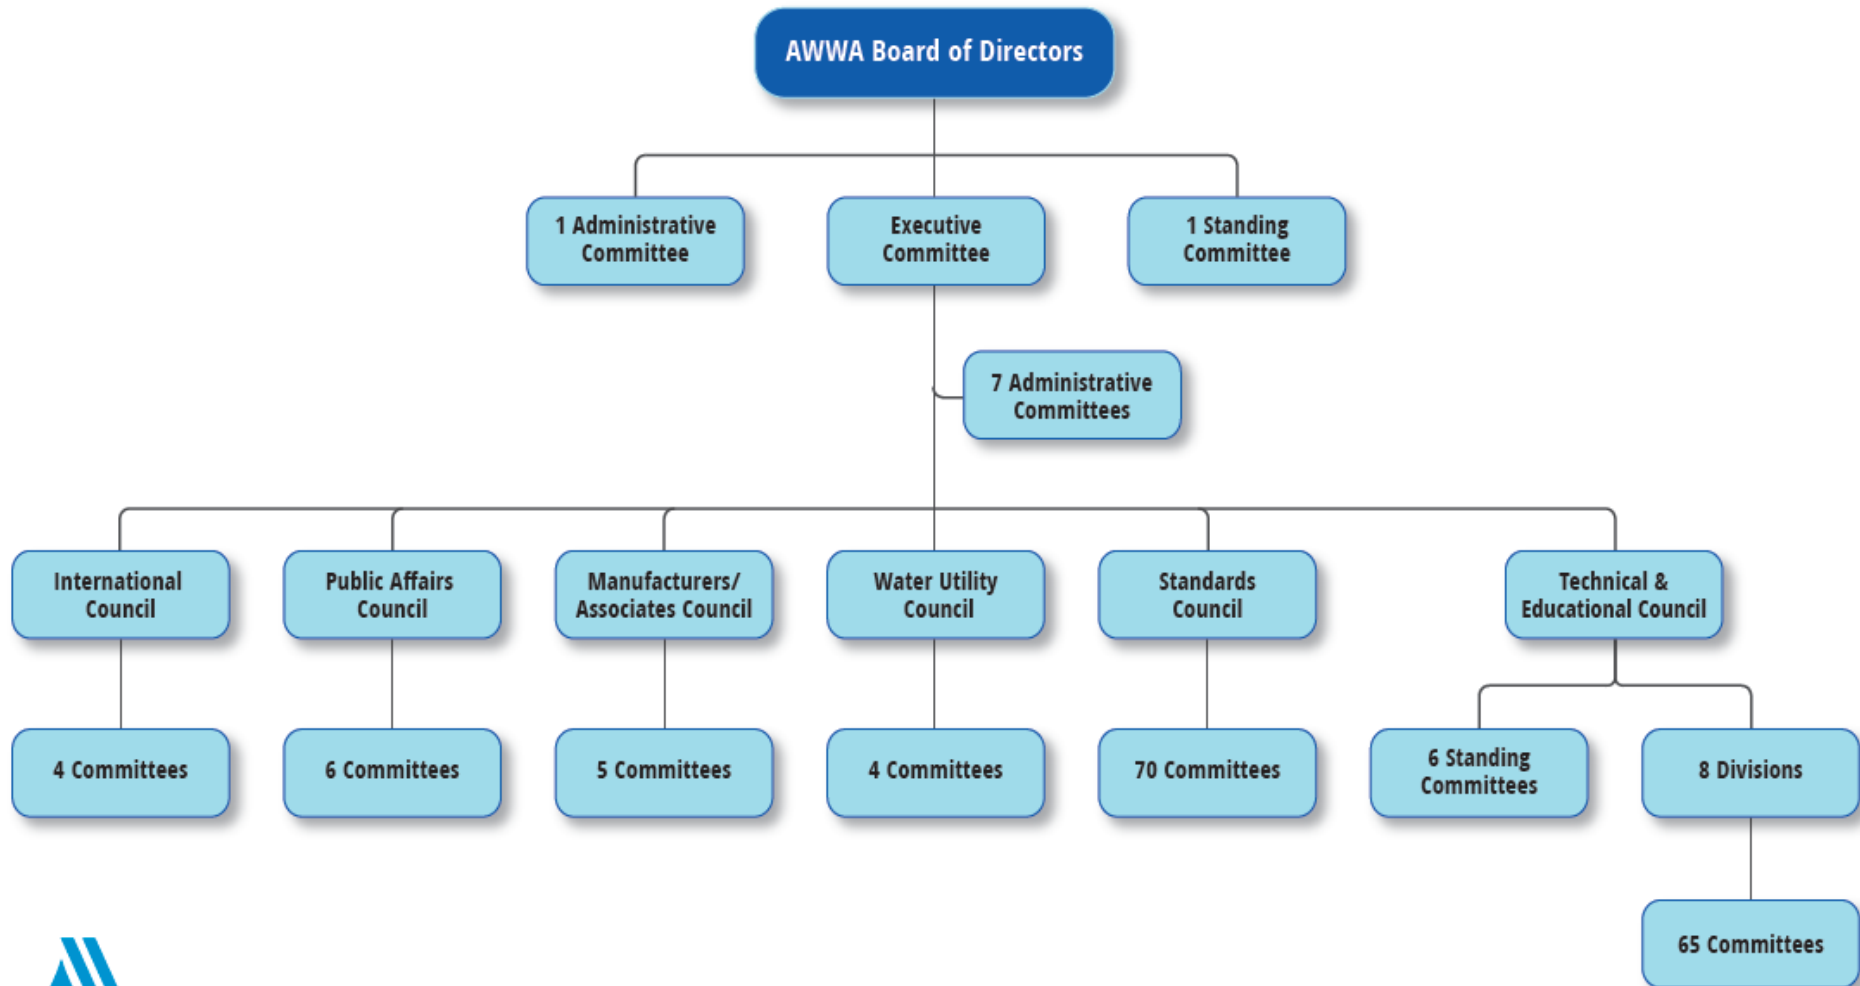 AWWA Board of Directors
1 Administrative
Committee
Executive
Committee
1 Standing
Committee
7 Administrative
Committees
International
Council
Public Affairs
Council
Manufacturers/
Associates Council
Water Utility
Council
Standards
Council
Technical &
Educational Council
4 Committees
6 Committees
5 Committees
4 Committees
70 Committees
6 Standing
Committees
8 Divisions
65 Committees